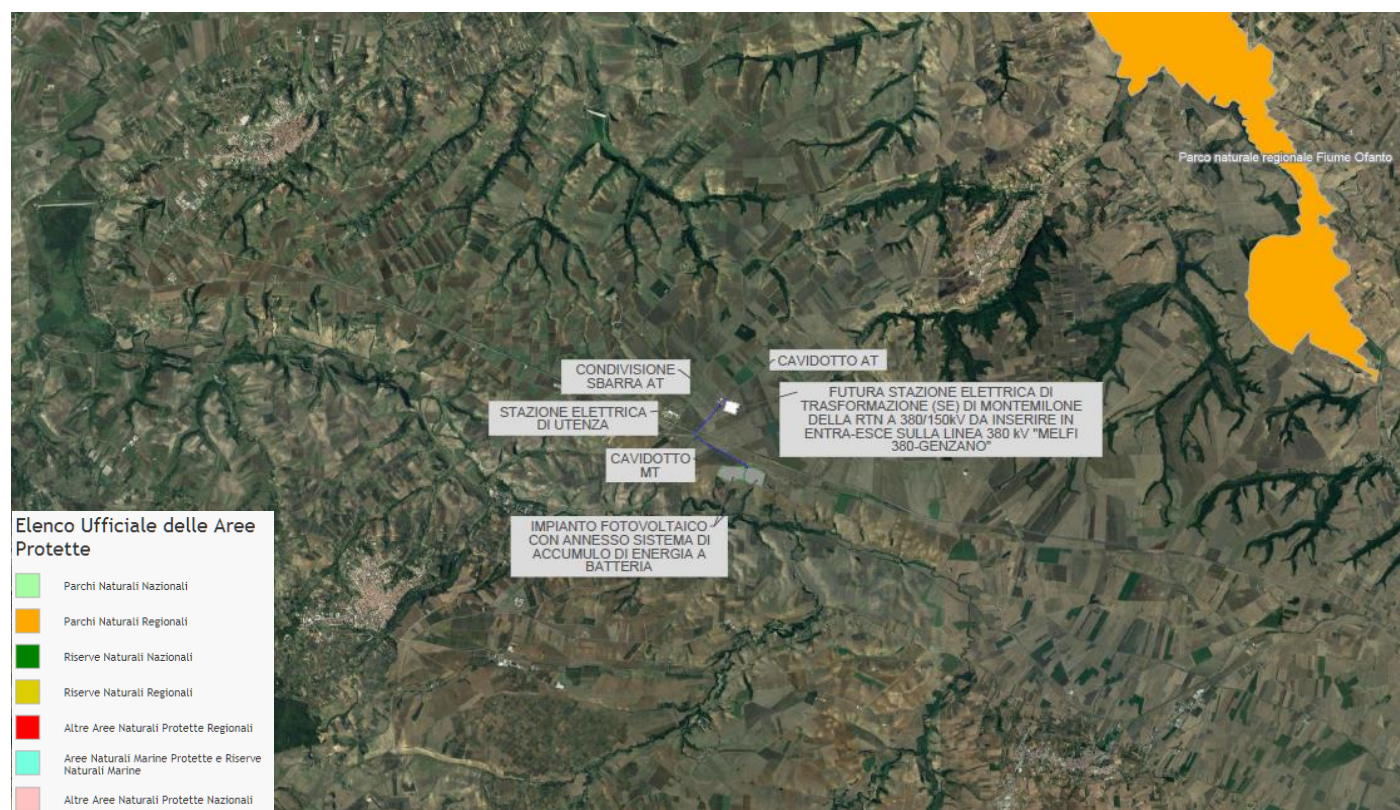 Parco naturale regionale Fiume Ofanto
CAVIDOTTO AT
CONDIVISIONE
SBARRA AT
FUTURA STAZIONE ELETTRICA DI
TRASFORMAZIONE (SE) DI MONTEMILONE
DELLA RTN A 380/150kV DA INSERIRE IN
ENTRA-ESCE SULLA LINEA 380 kV "MELFI
380-GENZANO"
STAZIONE ELETTRICA
DI UTENZA
CAVIDOTTO
MT
IMPIANTO FOTOVOLTAICO
CON ANNESSO SISTEMA DI
ACCUMULO DI ENERGIA A
BATTERIA
Elenco Ufficiale delle Aree
Protette
Parchi Naturali Nazionali
Parchi Naturali Regionali
Riserve Naturali Nazionali
Riserve Naturali Regionali
Altre Aree Naturali Protette Regionali
Aree Naturali Marine Protette e Riserve
Naturali Marine
Altre Aree Naturali Protette Nazionali